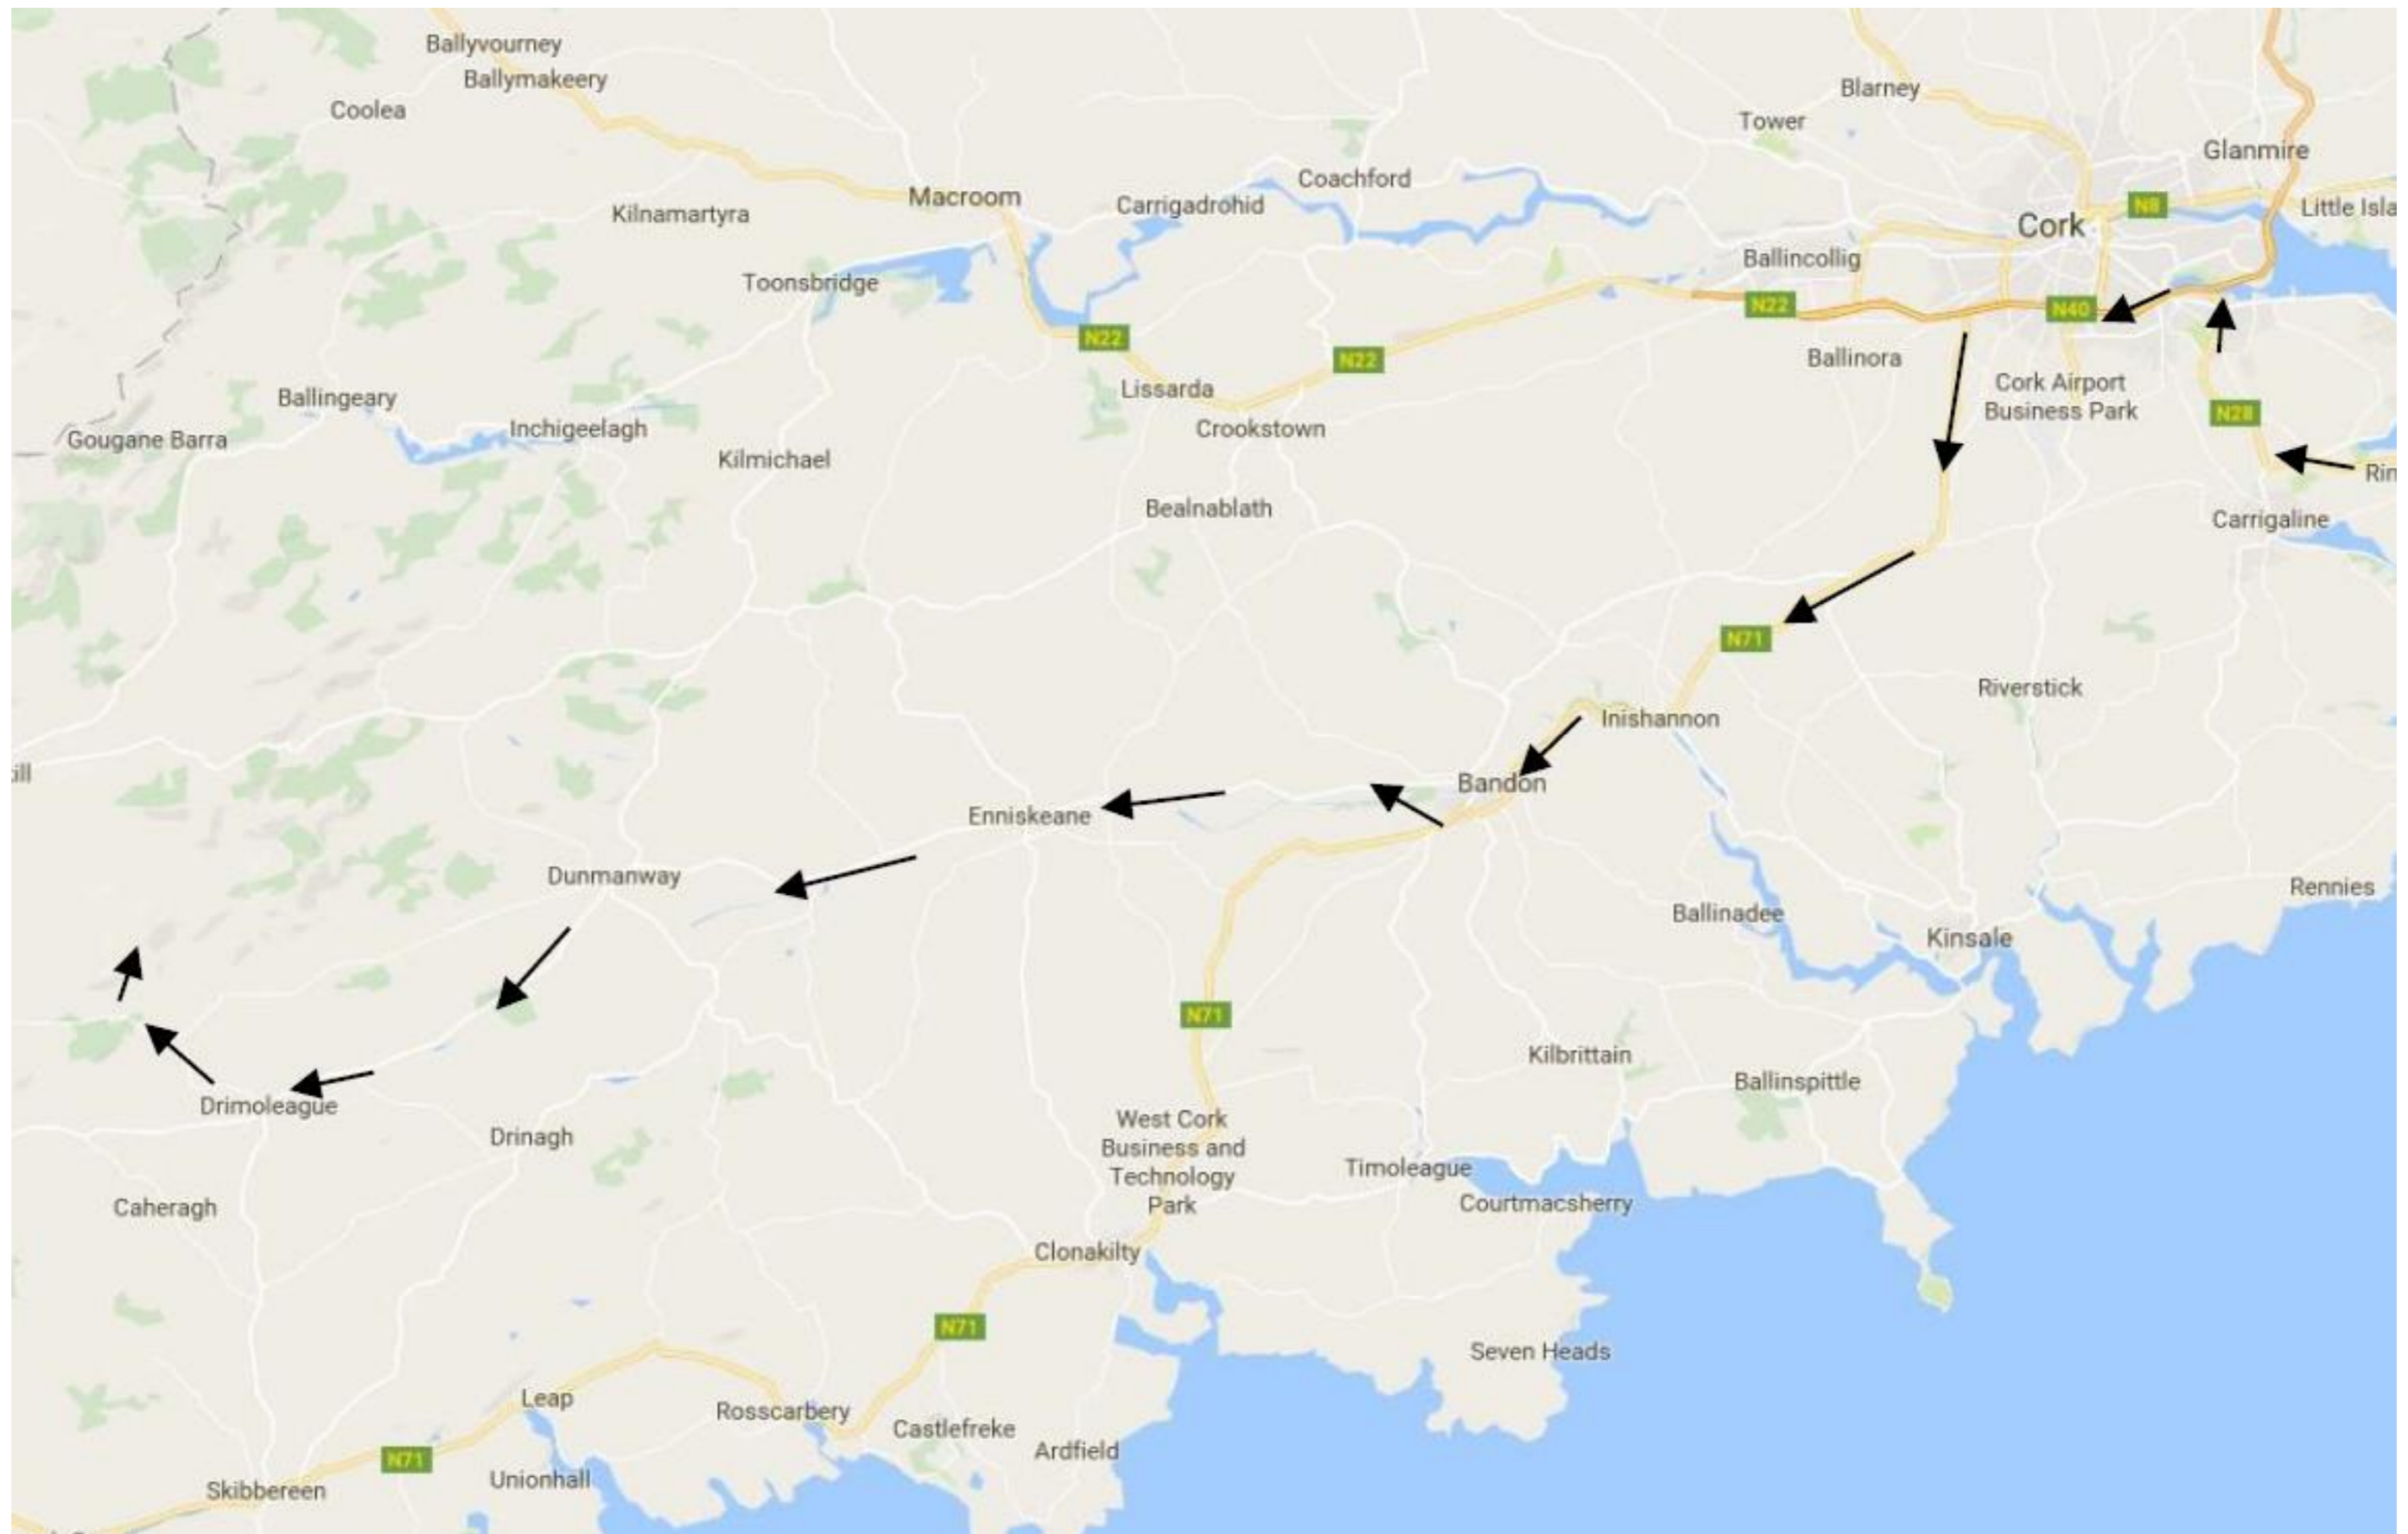 Ballyvourney
Ballymakeery
Coolea
Blarney
Tower
Glanmire
Coachford
Macroom
Carrigadrohid
Kilnamartyra
N8
Little Isla
Cork
Ballincollig
Toonsbridge
N22
N40
N22
N22
Ballinora
Lissarda
Cork Airport
Business Park
Ballingeary
N28
Crookstown
Inchigeelagh
Gougane Barra
Kilmichael
Rin
Bealnablath
Carrigaline
N71
Riverstick
Inishannon
ill
Bandon
Enniskeane
Dunmanway
Rennies
Ballinadee
Kinsale
N71
Kilbrittain
Ballinspittle
Drimoleague
West Cork
Business and
Technology
Park
Drinagh
Timoleague
Courtmacsherry
Caheragh
Clonakilty
N71
Seven Heads
Leap
Rosscarbery
Castlefreke
Ardfield
N71
Unionhall
Skibbereen